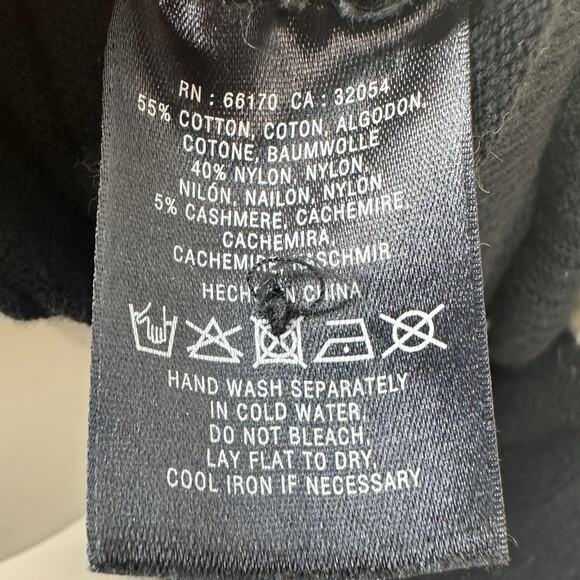 RN : 66170 CA : 32054
55% COTTON, COTON, ALGODON,
COTONE, BAUMWOLLE
40% NYLON, NYLON,
NILÓN, NAILON, NYLON
5% CASHMERE, CACHEMIRE,
CACHEMIRA,
CHINA
HAND WASH SEPARATELY
IN COLD WATER,
DO NOT BLEACH,
LAY FLAT TO DRY,
COOL IRON IF NECESSARY